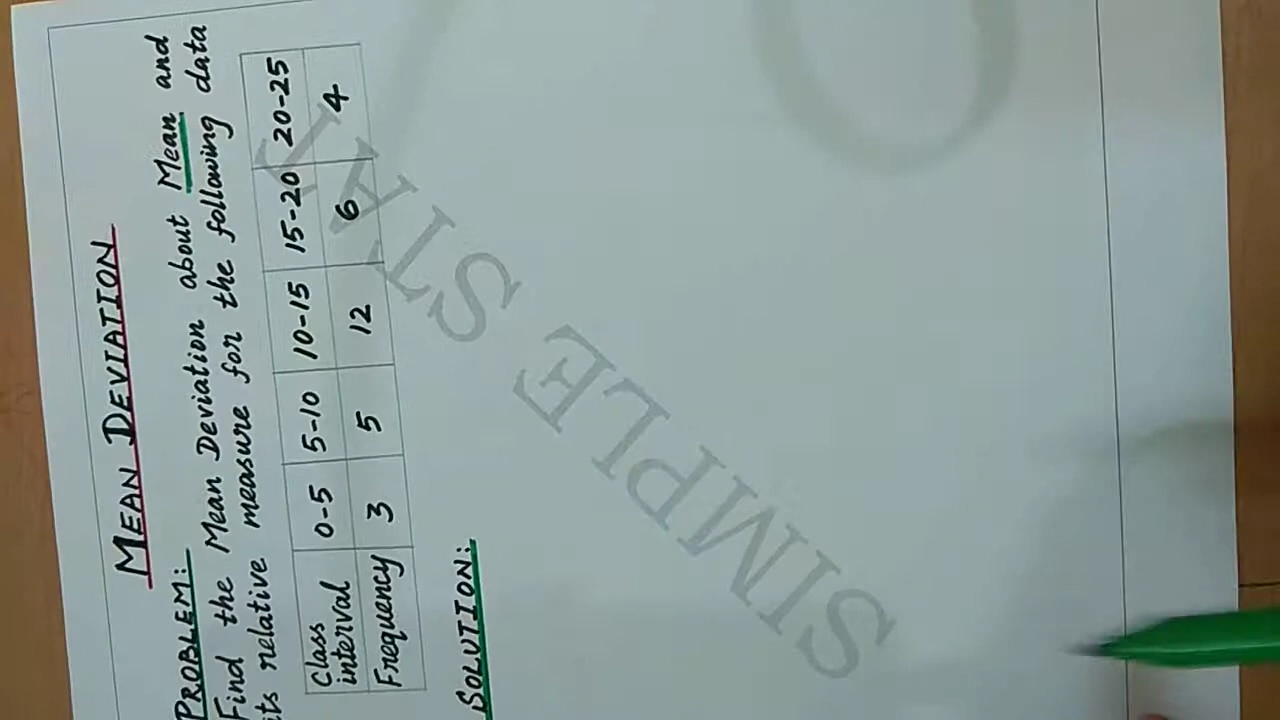 MEAN DEVIATION
PROBLEM:
Find the Mean Deviation about Mean and
its relative measure for the following data
Class interval 0-5 5-10 10-15 15-20 20-25
Frequency 3 5 12 6 4
SOLUTION:
SIMPLE STA